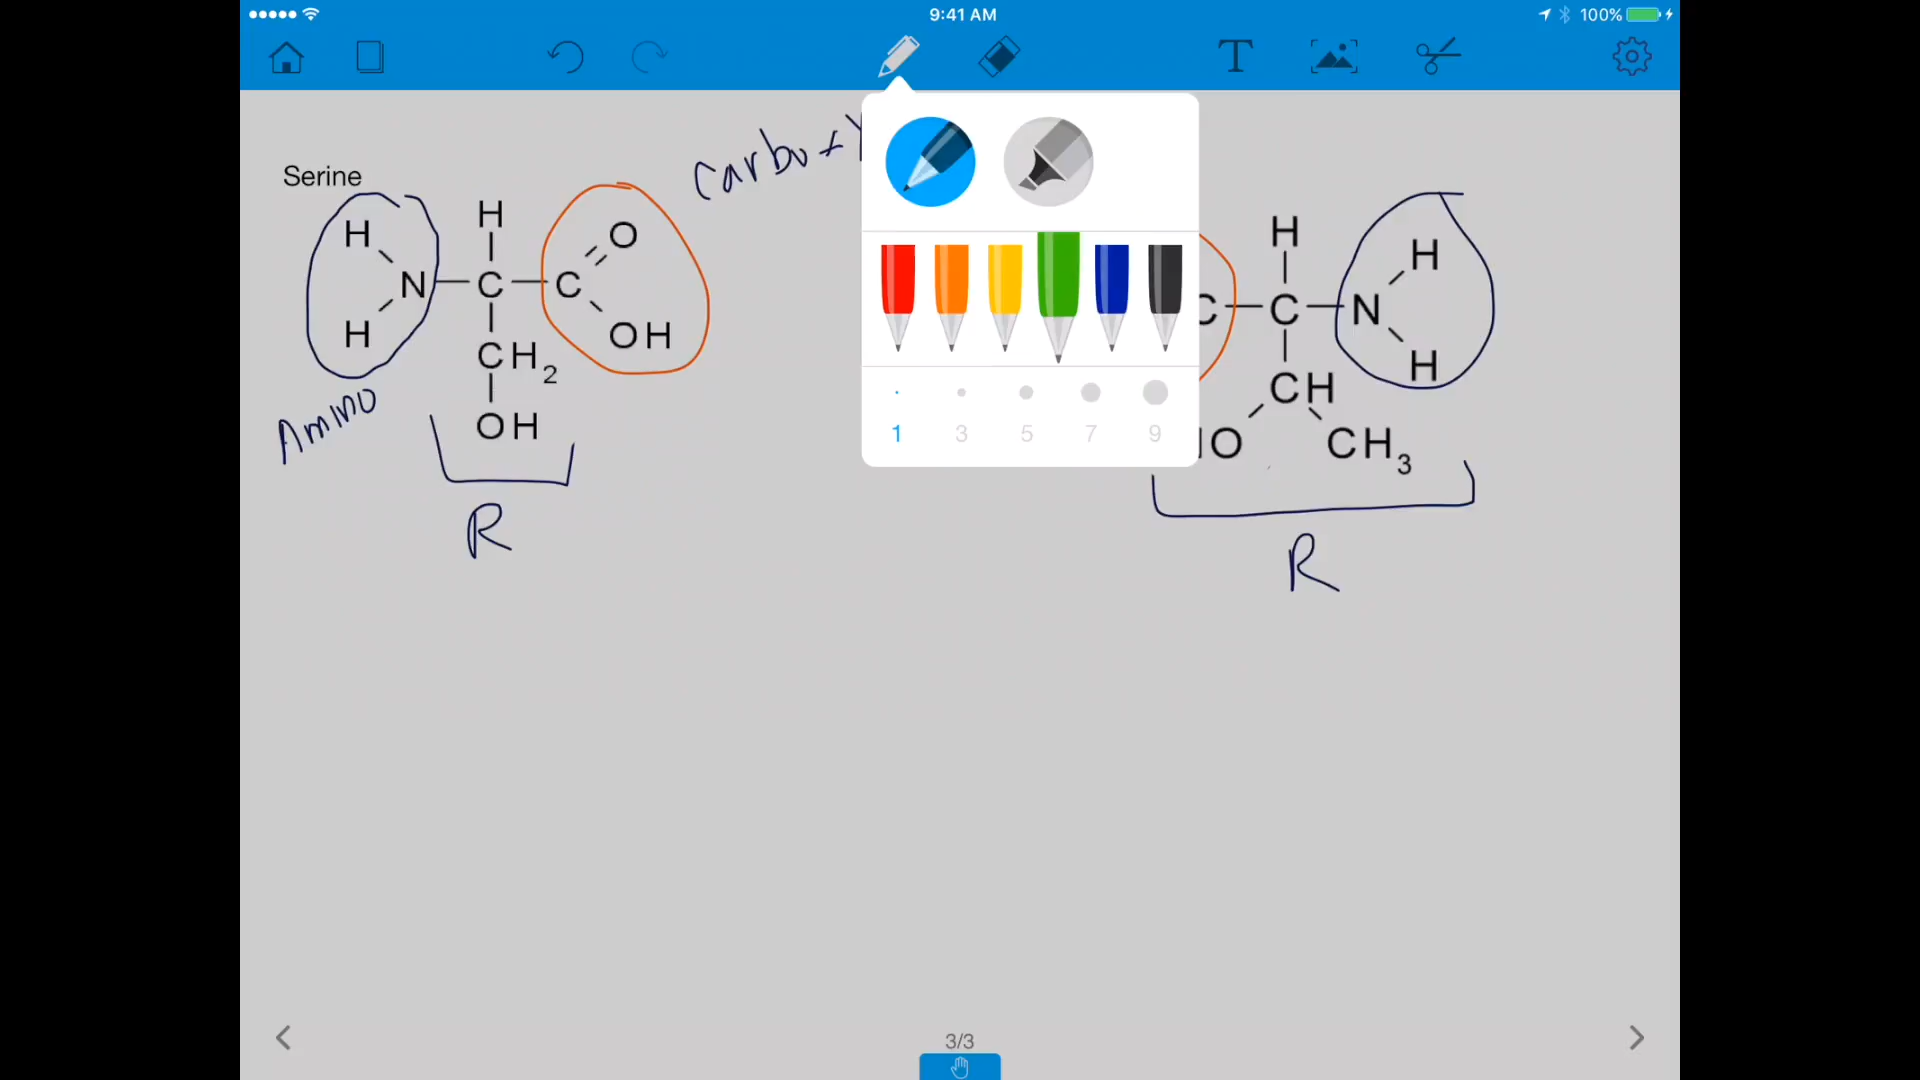 9:41 AM
100%
T
carbox
Serine
H H O
N C C
H OH
CH2
OH
Amino
R
1 3 5 7 9
H H
C C N
CH H
HO CH3
R
3/3